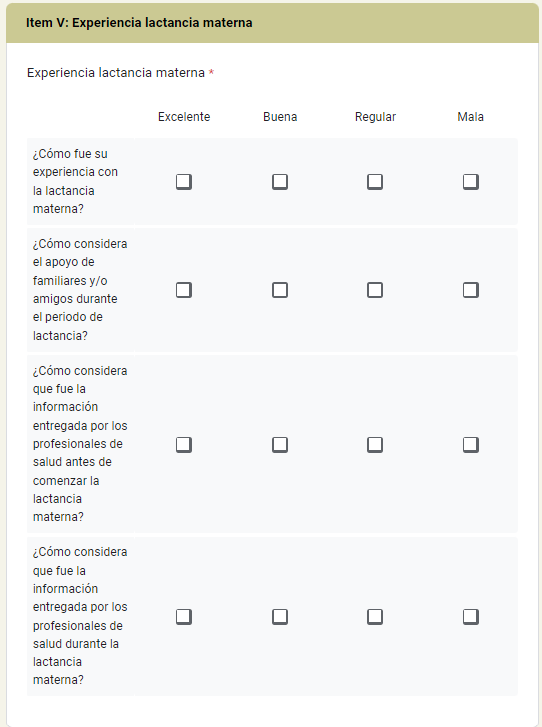 Item V: Experiencia lactancia materna
Experiencia lactancia materna *
Excelente Buena Regular Mala
¿Cómo fue su
experiencia con
la lactancia
materna?
¿Cómo considera
el apoyo de
familiares y/o
amigos durante
el periodo de
lactancia?
¿Cómo considera
que fue la
información
entregada por los
profesionales de
salud antes de
comenzar la
lactancia
materna?
¿Cómo considera
que fue la
información
entregada por los
profesionales de
salud durante la
lactancia
materna?